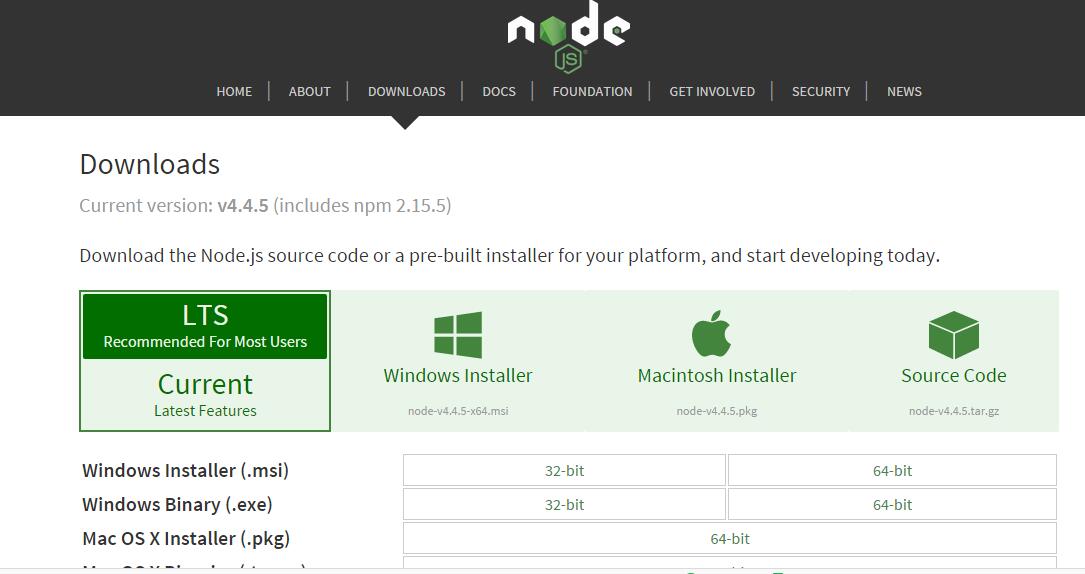 node
JS
HOME | ABOUT | DOWNLOADS | DOCS | FOUNDATION | GET INVOLVED | SECURITY | NEWS
Downloads
Current version: v4.4.5 (includes npm 2.15.5)
Download the Node.js source code or a pre-built installer for your platform, and start developing today.
LTS
Recommended For Most Users
Current
Latest Features
Windows Installer
node-v4.4.5-x64.msi
Macintosh Installer
node-v4.4.5.pkg
Source Code
node-v4.4.5.tar.gz
Windows Installer (.msi) 32-bit 64-bit
Windows Binary (.exe) 32-bit 64-bit
Mac OS X Installer (.pkg) 64-bit